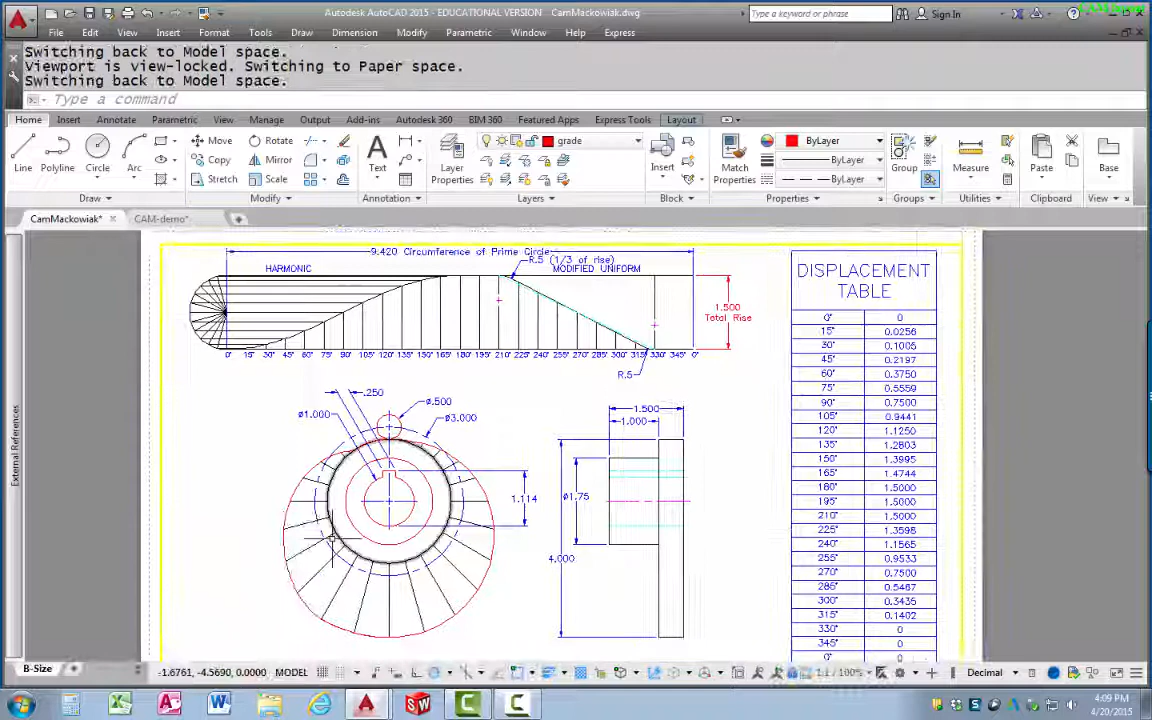 Autodesk AutoCAD 2015 - EDUCATIONAL VERSION CamMackowiak.dwg
Type a keyword or phrase
Sign In
File Edit View Insert Format Tools Draw Dimension Modify Parametric Window Help Express
Switching back to Model space.
Viewport is view-locked. Switching to Paper space.
Switching back to Model space.
Type a command
Home Insert Annotate Parametric View Manage Output Add-ins Autodesk 360 BIM 360 Featured Apps Express Tools Layout
Line Polyline Circle Arc
Move Rotate
Copy Mirror
Stretch Scale
Text
Layer Properties
grade
Insert
Match Properties
ByLayer
ByLayer
ByLayer
Group
Measure
Paste
Base
Draw Modify Annotation Layers Block Properties Groups Utilities Clipboard View
CamMackowiak* CAM-demo*
External References
9.420 Circumference of Prime Circle
R.5 (1/3 of rise)
HARMONIC
MODIFIED UNIFORM
1.500
Total Rise
0° 15° 30° 45° 60° 75° 90° 105° 120° 135° 150° 165° 180° 195° 210° 225° 240° 255° 270° 285° 300° 315° 330° 345° 0°
R.5
.250
ø.500
ø1.000
ø3.000
1.114
1.500
1.000
ø1.75
4.000
DISPLACEMENT
TABLE
0° 0
15° 0.0256
30° 0.1005
45° 0.2197
60° 0.3750
75° 0.5559
90° 0.7500
105° 0.9441
120° 1.1250
135° 1.2803
150° 1.3995
165° 1.4744
180° 1.5000
195° 1.5000
210° 1.5000
225° 1.3598
240° 1.1565
255° 0.9533
270° 0.7500
285° 0.5467
300° 0.3435
315° 0.1402
330° 0
345° 0
0° 0
B-Size
-1.6761, -4.5690, 0.0000 MODEL
1:1 / 100%
Decimal
4:09 PM
4/20/2015